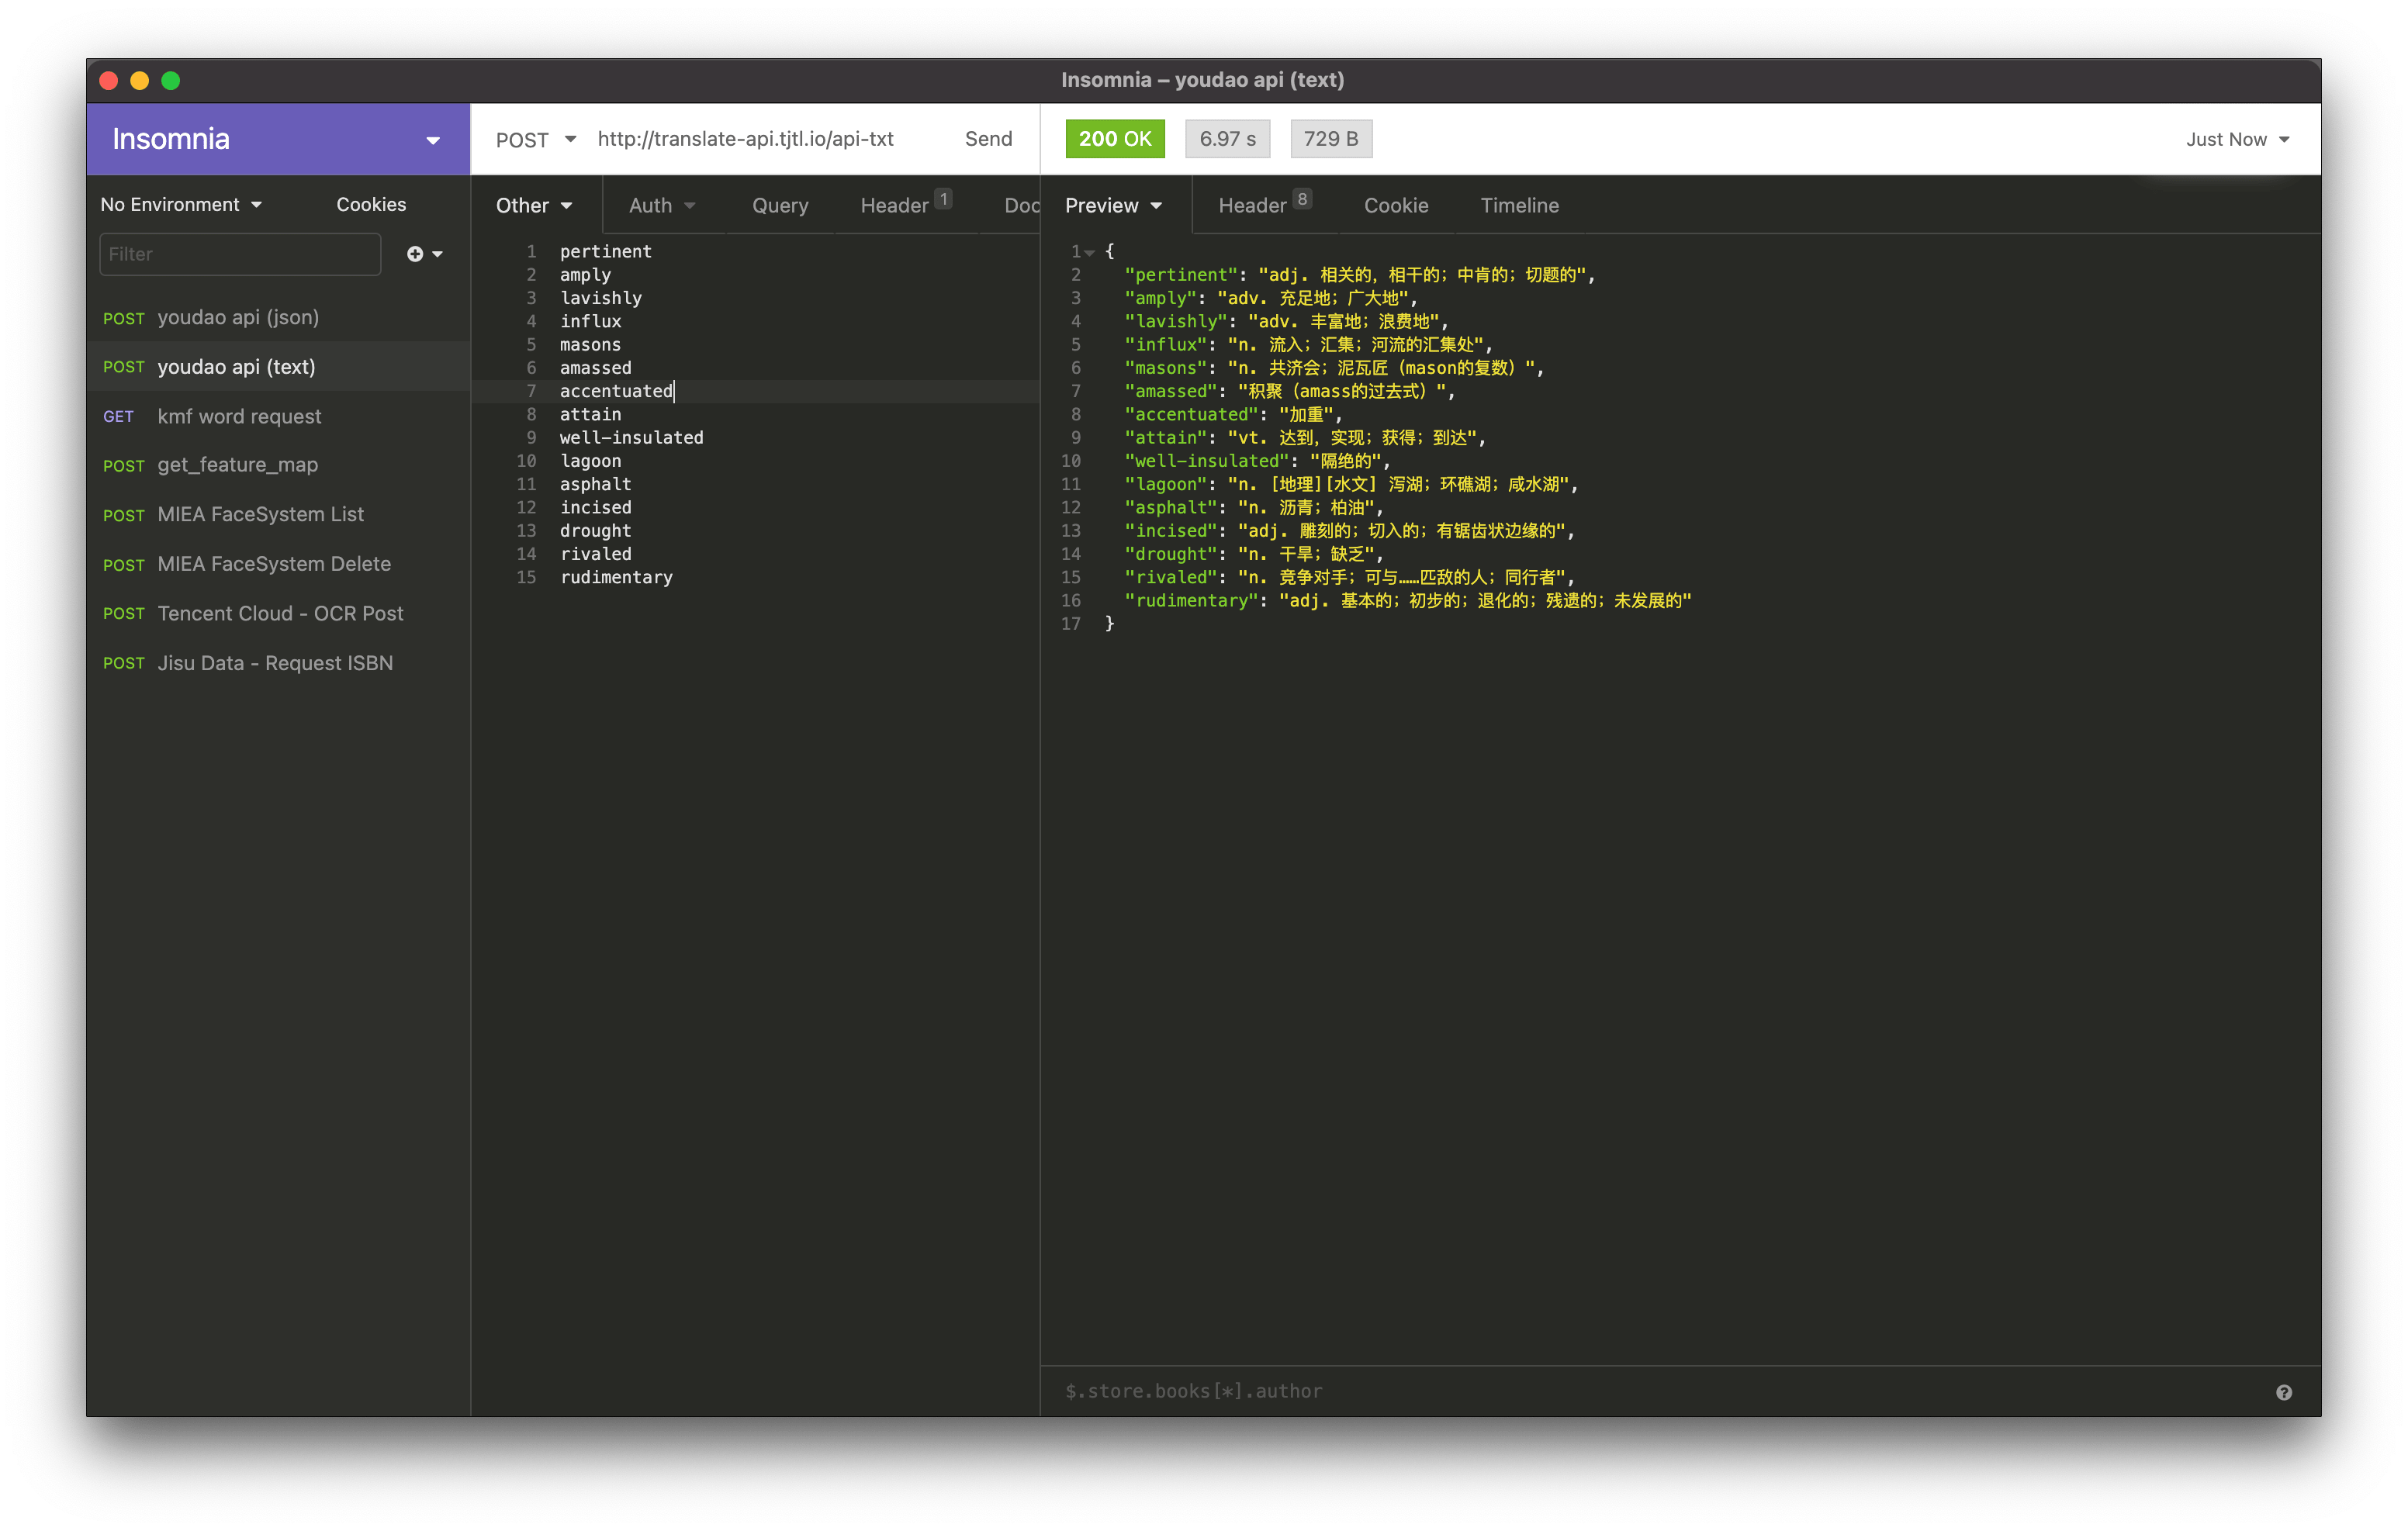 Insomnia – youdao api (text)
Insomnia
POST http://translate-api.tjtl.io/api-txt Send
200 OK 6.97 s 729 B Just Now
No Environment Cookies
Filter
POST youdao api (json)
POST youdao api (text)
GET kmf word request
POST get_feature_map
POST MIEA FaceSystem List
POST MIEA FaceSystem Delete
POST Tencent Cloud - OCR Post
POST Jisu Data - Request ISBN
Other Auth Query Header 1 Doc
1 pertinent
2 amply
3 lavishly
4 influx
5 masons
6 amassed
7 accentuated
8 attain
9 well-insulated
10 lagoon
11 asphalt
12 incised
13 drought
14 rivaled
15 rudimentary
Preview Header 8 Cookie Timeline
1 {
2 "pertinent": "adj. 相关的，相干的；中肯的；切题的",
3 "amply": "adv. 充足地；广大地",
4 "lavishly": "adv. 丰富地；浪费地",
5 "influx": "n. 流入；汇集；河流的汇集处",
6 "masons": "n. 共济会；泥瓦匠（mason的复数）",
7 "amassed": "积聚（amass的过去式）",
8 "accentuated": "加重",
9 "attain": "vt. 达到，实现；获得；到达",
10 "well-insulated": "隔绝的",
11 "lagoon": "n. [地理][水文] 泻湖；环礁湖；咸水湖",
12 "asphalt": "n. 沥青；柏油",
13 "incised": "adj. 雕刻的；切入的；有锯齿状边缘的",
14 "drought": "n. 干旱；缺乏",
15 "rivaled": "n. 竞争对手；可与……匹敌的人；同行者",
16 "rudimentary": "adj. 基本的；初步的；退化的；残遗的；未发展的"
17 }
$.store.books[*].author